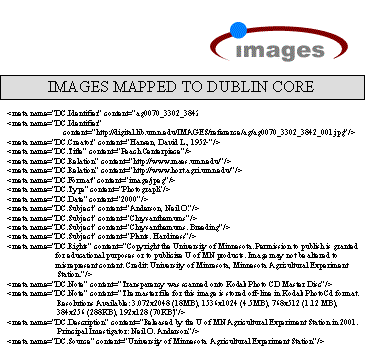 images
IMAGES MAPPED TO DUBLIN CORE
<meta name="DC.Identifier" content="ag0070_3302_3842
<meta name="DC.Identifier"
content="http://digital.lib.umn.edu/IMAGES/reference/ag/ag0070_3302_3842_001.jpg"/>
<meta name="DC.Creator" content="Hansen, David L., 1952-"/>
<meta name="DC.Title" content="Peach Centerpiece"/>
<meta name="DC.Relation" content="http://www.maes.umn.edu/"/>
<meta name="DC.Relation" content="http://www.hort.agri.umn.edu/"/>
<meta name="DC.Format" content="image/jpeg"/>
<meta name="DC.Type" content="Photograph"/>
<meta name="DC.Date" content="2000"/>
<meta name="DC.Subject" content="Anderson, Neil O."/>
<meta name="DC.Subject" content="Chrysanthemums"/>
<meta name="DC.Subject" content="Chrysanthemums. Breeding"/>
<meta name="DC.Subject" content="Plants. Hardiness"/>
<meta name="DC.Rights" content="Copyright the University of Minnesota. Permission to publish is granted
for educational purposes or to publicize U of MN products. Image may not be altered to
misrepresent content. Credit: University of Minnesota, Minnesota Agricultural Experiment
Station."/>
<meta name="DC.Note" content="Transparency was scanned onto Kodak Photo CD Master Disc"/>
<meta name="DC.Note" content="The master file for this image is stored off-line in Kodak PhotoCd format.
Resolutions Available: 3,072x2048 (18MB), 1536x1024 (4.5MB), 768x512 (1.12 MB),
384x256 (288KB), 192x128 (70KB)"/>
<meta name="DC.Description" content="Released by the U of MN Agricultural Experiment Station in 2001.
Principal Investigator: Neil O. Anderson"/>
<meta name="DC.Source" content="University of Minnesota. Agricultural Experiment Station"/>